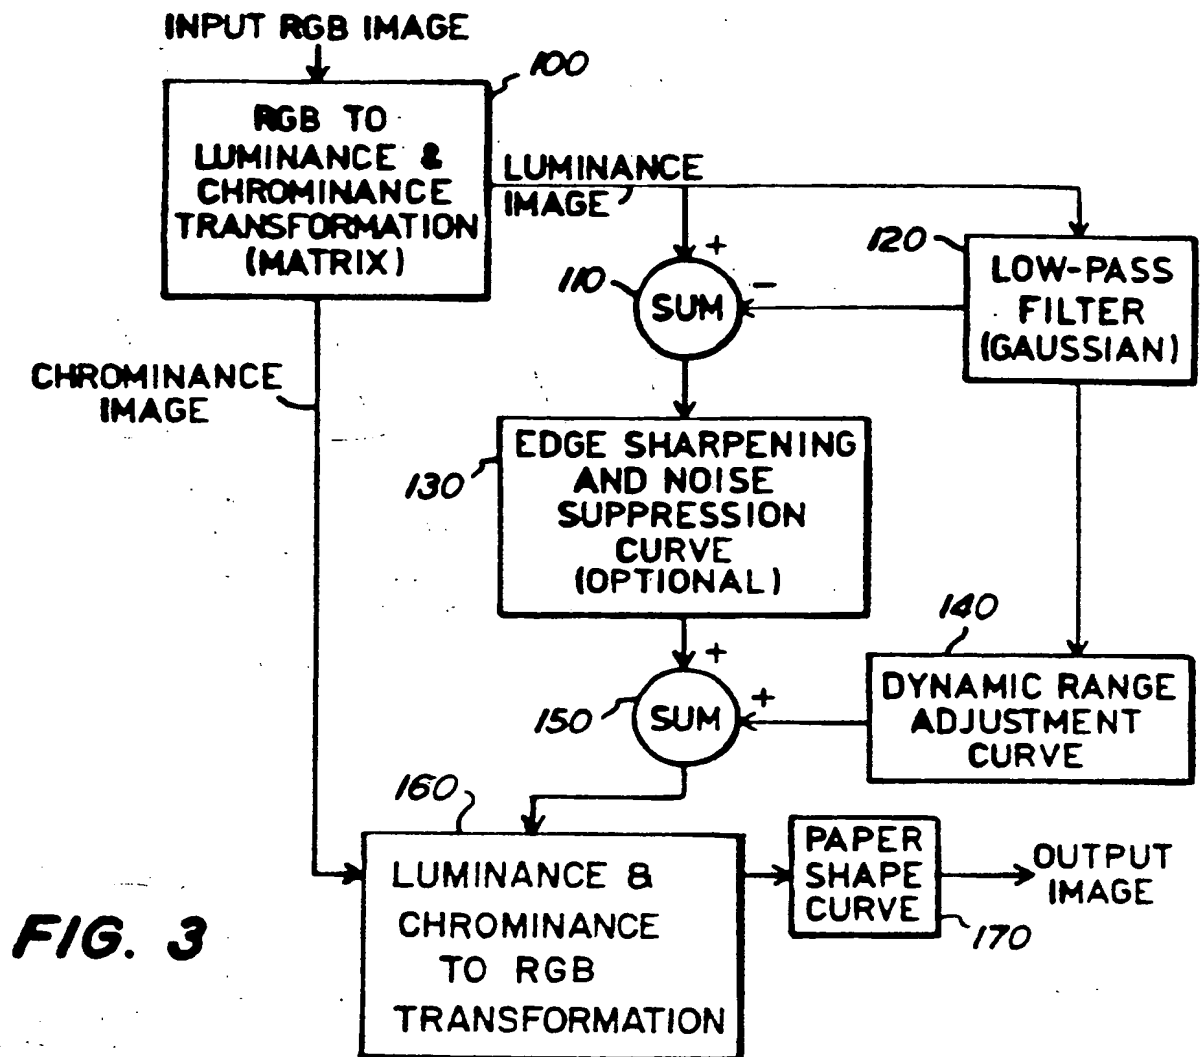 INPUT RGB IMAGE
100
RGB TO
LUMINANCE &
CHROMINANCE
TRANSFORMATION
(MATRIX)
LUMINANCE
IMAGE
120
LOW-PASS
FILTER
(GAUSSIAN)
+
-
110
SUM
CHROMINANCE
IMAGE
130
EDGE SHARPENING
AND NOISE
SUPPRESSION
CURVE
(OPTIONAL)
140
DYNAMIC RANGE
ADJUSTMENT
CURVE
+
+
150
SUM
160
LUMINANCE &
CHROMINANCE
TO RGB
TRANSFORMATION
PAPER
SHAPE
CURVE
170
OUTPUT
IMAGE
FIG. 3